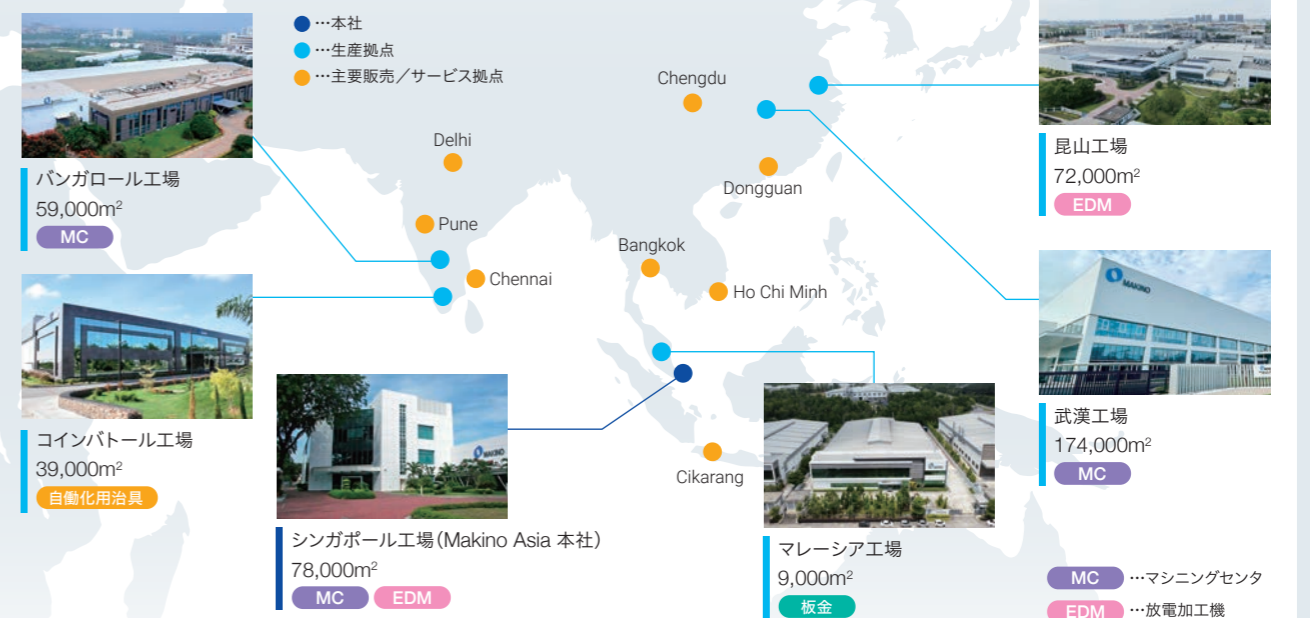 ●…本社
●…生産拠点
●…主要販売／サービス拠点
バンガロール工場
59,000m²
MC
コインバトール工場
39,000m²
自働化用治具
Delhi
Pune
Chennai
Chengdu
Dongguan
Bangkok
Ho Chi Minh
Cikarang
MAKINO
シンガポール工場（Makino Asia 本社）
78,000m²
MC EDM
マレーシア工場
9,000m²
板金
昆山工場
72,000m²
EDM
MAKINO
武漢工場
174,000m²
MC
MC …マシニングセンタ
EDM …放電加工機